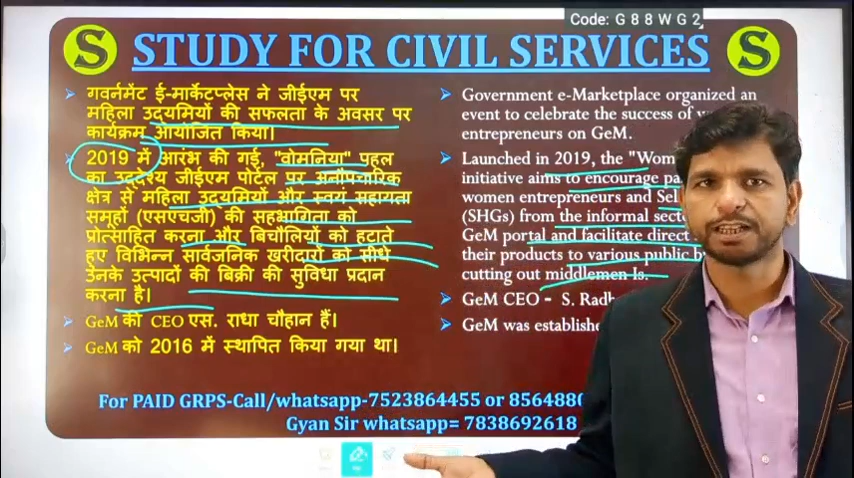 Code: G 8 8 W G 2
S STUDY FOR CIVIL SERVICES S
गवर्नमेंट ई-मार्केटप्लेस ने जीईएम पर
महिला उद्यमियों की सफलता के अवसर पर
कार्यक्रम आयोजित किया।
2019 में आरंभ की गई, "वोमनिया" पहल
का उद्देश्य जीईएम पोर्टल पर अनौपचारिक
क्षेत्र से महिला उद्यमियों और स्वयं सहायता
समूहों (एसएचजी) की सहभागिता को
प्रोत्साहित करना और बिचौलियों को हटाते
हुए विभिन्न सार्वजनिक खरीदारों को सीधे
उनके उत्पादों की बिक्री की सुविधा प्रदान
करना है।
GeM की CEO एस. राधा चौहान हैं।
GeM को 2016 में स्थापित किया गया था।
Government e-Marketplace organized an
event to celebrate the success of
entrepreneurs on GeM.
Launched in 2019, the "Wom
initiative aims to encourage
women entrepreneurs and
(SHGs) from the informal
GeM portal and facilitate direct
their products to various public
cutting out middlemen Is.
GeM CEO - S.
GeM was
For PAID GRPS-Call/whatsapp-7523864455 or 856488
Gyan Sir whatsapp= 7838692618